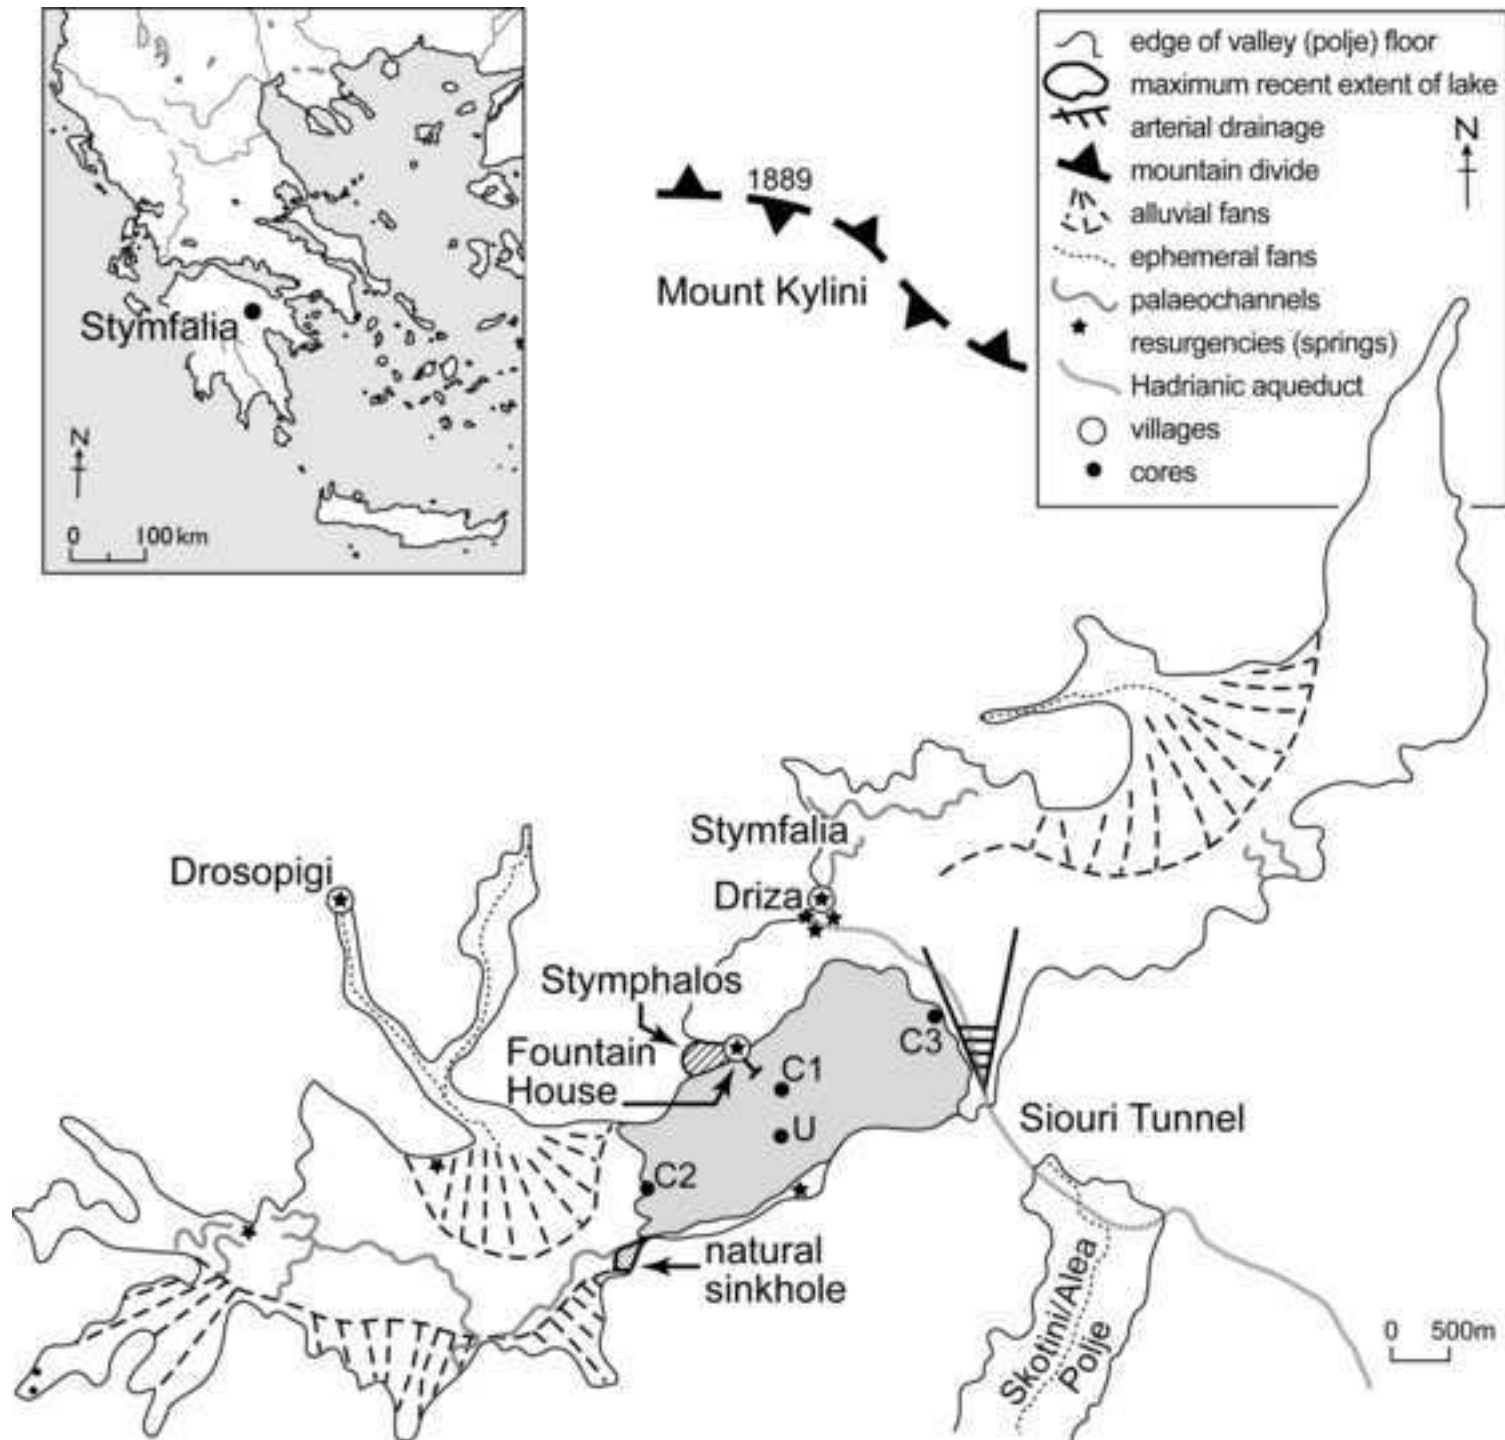 Stymfalia
N
0 100 km
1889
Mount Kylini
edge of valley (polje) floor
maximum recent extent of lake
arterial drainage
N
mountain divide
alluvial fans
ephemeral fans
palaeochannels
resurgencies (springs)
Hadrianic aqueduct
villages
cores
Stymfalia
Drosopigi
Driza
Stymphalos
Fountain
House
C3
C1
U
C2
Siouri Tunnel
natural
sinkhole
Skotini/Alea
Polje
0 500m